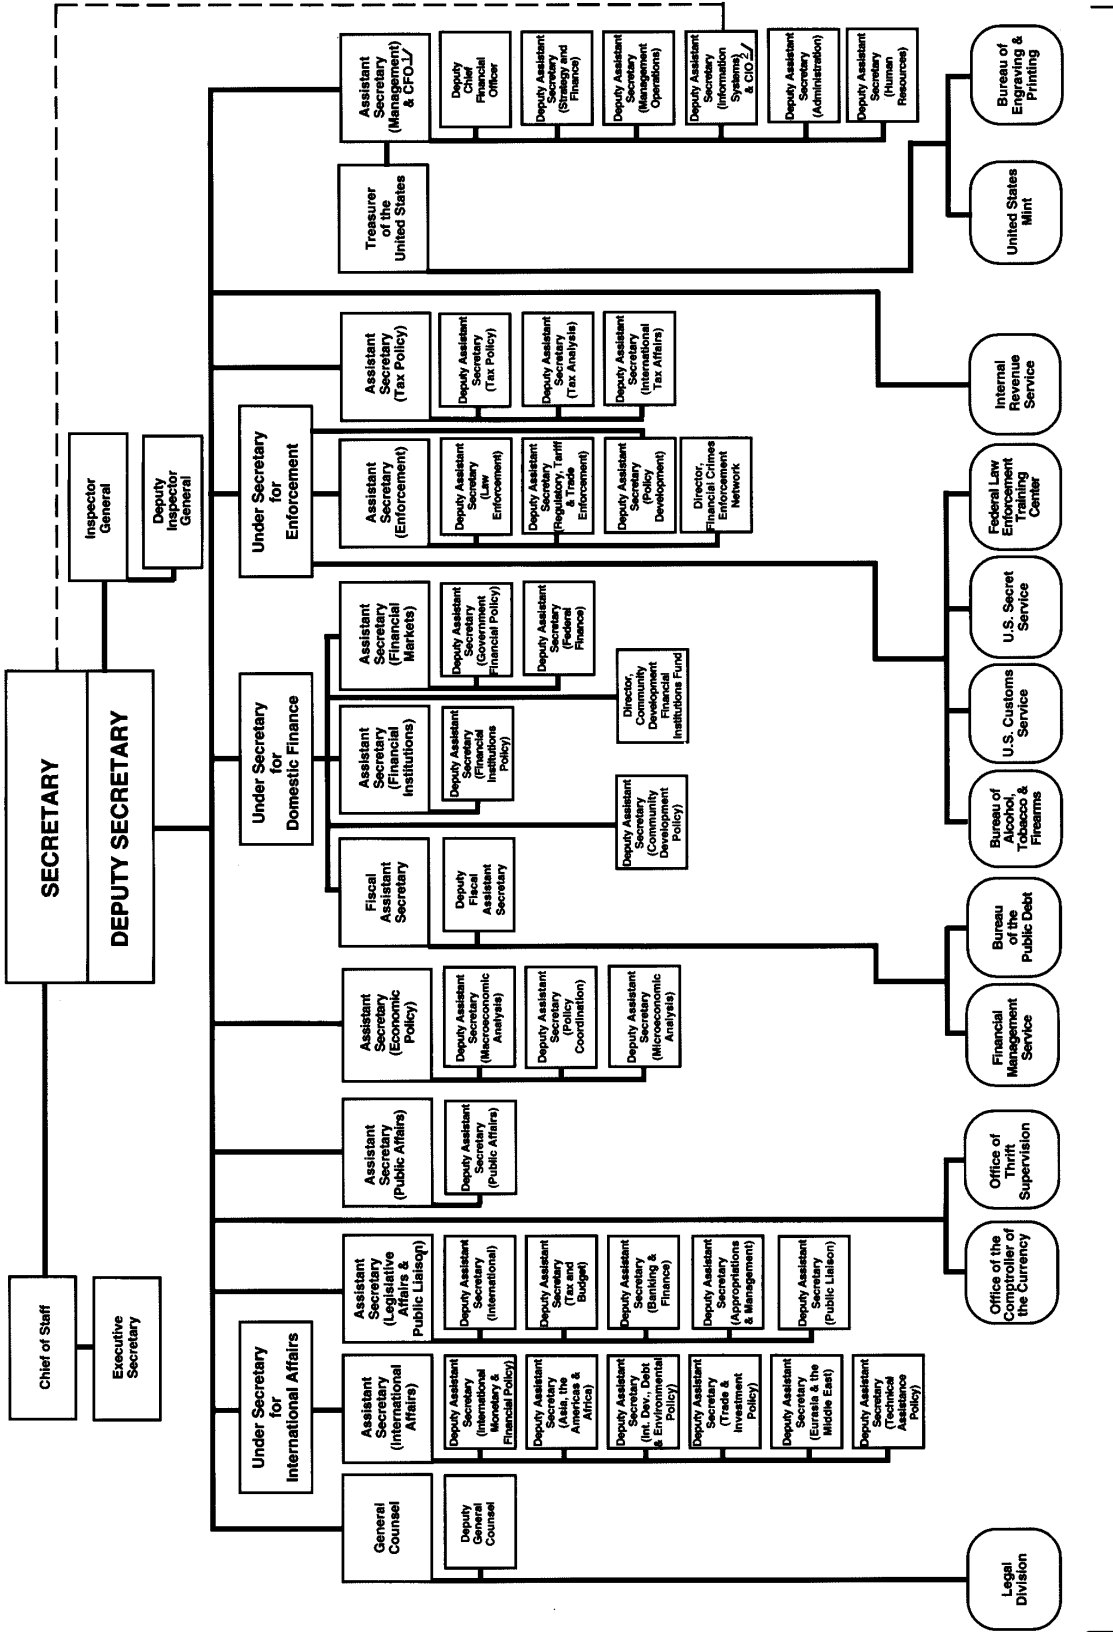 SECRETARY
DEPUTY SECRETARY
Chief of Staff
Executive
Secretary
Inspector
General
Deputy
Inspector
General
Under Secretary
for
International Affairs
Under Secretary
for
Domestic Finance
Under Secretary
for
Enforcement
General
Counsel
Deputy
General
Counsel
Assistant
Secretary
(International
Affairs)
Deputy Assistant
Secretary
(International
Monetary &
Financial Policy)
Deputy Assistant
Secretary
(Asia, the
Americas &
Africa)
Deputy Assistant
Secretary
(Int. Dev., Debt
& Environmental
Policy)
Deputy Assistant
Secretary
(Trade &
Investment
Policy)
Deputy Assistant
Secretary
(Eurasia & the
Middle East)
Deputy Assistant
Secretary
(Technical
Assistance
Policy)
Assistant
Secretary
(Legislative
Affairs &
Public Liaison)
Deputy Assistant
Secretary
(International)
Deputy Assistant
Secretary
(Tax and
Budget)
Deputy Assistant
Secretary
(Banking &
Finance)
Deputy Assistant
Secretary
(Appropriations
& Management)
Deputy Assistant
Secretary
(Public Liaison)
Assistant
Secretary
(Public Affairs)
Deputy Assistant
Secretary
(Public Affairs)
Assistant
Secretary
(Economic
Policy)
Deputy Assistant
Secretary
(Macroeconomic
Analysis)
Deputy Assistant
Secretary
(Policy
Coordination)
Deputy Assistant
Secretary
(Microeconomic
Analysis)
Fiscal
Assistant
Secretary
Deputy
Fiscal
Assistant
Secretary
Deputy Assistant
Secretary
(Community
Development
Policy)
Assistant
Secretary
(Financial
Institutions)
Deputy Assistant
Secretary
(Financial
Institutions
Policy)
Director,
Community
Development
Financial
Institutions Fund
Assistant
Secretary
(Financial
Markets)
Deputy Assistant
Secretary
(Government
Financial Policy)
Deputy Assistant
Secretary
(Federal
Finance)
Assistant
Secretary
(Enforcement)
Deputy Assistant
Secretary
(Law
Enforcement)
Deputy Assistant
Secretary
(Regulatory, Tariff
& Trade
Enforcement)
Deputy Assistant
Secretary
(Policy
Development)
Director,
Financial Crimes
Enforcement
Network
Assistant
Secretary
(Tax Policy)
Deputy Assistant
Secretary
(Tax Policy)
Deputy Assistant
Secretary
(Tax Analysis)
Deputy Assistant
Secretary
(International
Tax Affairs)
Treasurer
of the
United States
Assistant
Secretary
(Management)
& CFO 1/
Deputy
Chief
Financial
Officer
Deputy Assistant
Secretary
(Strategy and
Finance)
Deputy Assistant
Secretary
(Management
Operations)
Deputy Assistant
Secretary
(Information
Systems)
& CIO 2/
Deputy Assistant
Secretary
(Administration)
Deputy Assistant
Secretary
(Human
Resources)
Legal
Division
Office of the
Comptroller of
the Currency
Office of
Thrift
Supervision
Financial
Management
Service
Bureau
of the
Public Debt
Bureau of
Alcohol,
Tobacco &
Firearms
U.S. Customs
Service
U.S. Secret
Service
Federal Law
Enforcement
Training
Center
Internal
Revenue
Service
United States
Mint
Bureau of
Engraving &
Printing